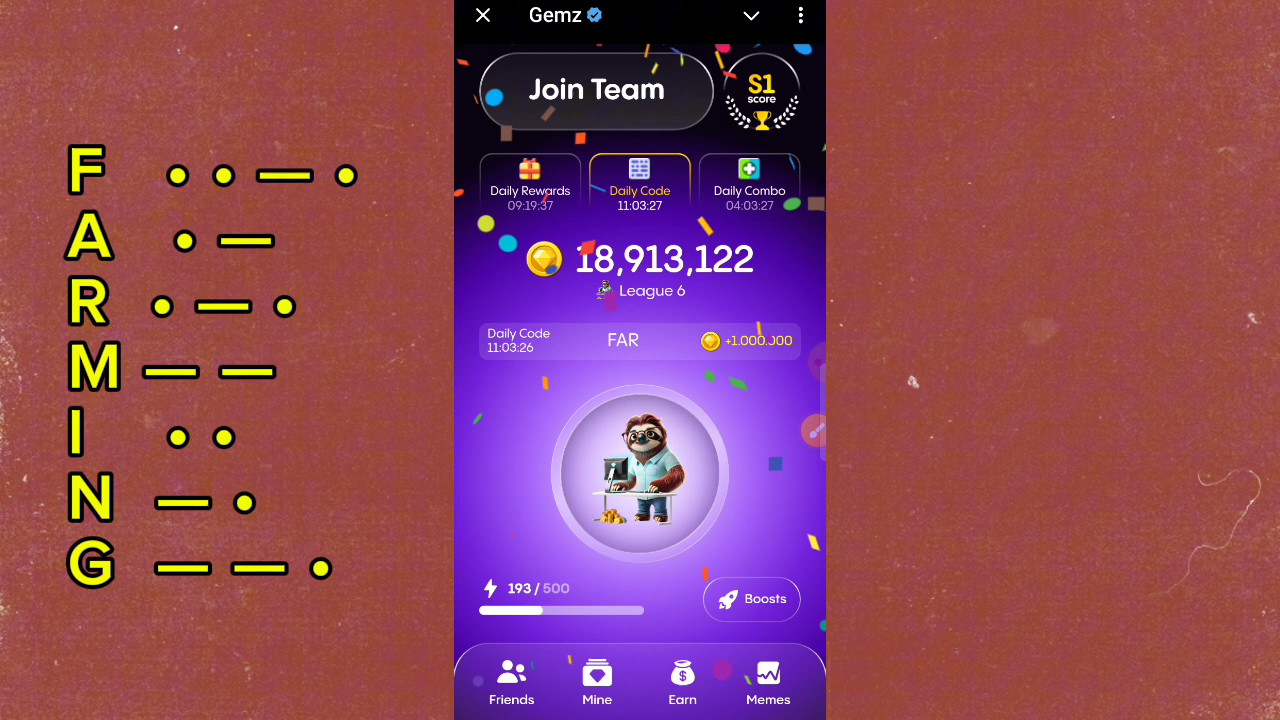 F •• — •
A • —
R • — •
M — —
I ••
N — •
G — — •
Gemz
Join Team
S1
score
Daily Rewards
09:19:37
Daily Code
11:03:27
Daily Combo
04:03:27
18,913,122
League 6
Daily Code
11:03:26
FAR
+1.000.000
193 / 500
Boosts
Friends
Mine
Earn
Memes